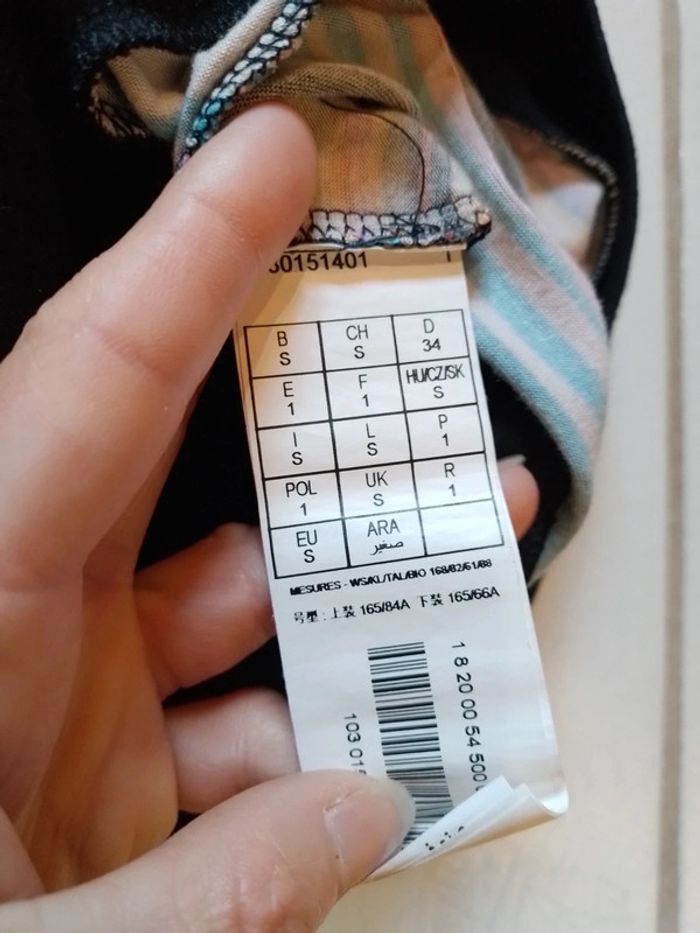 0151401
B CH D
S S 34
E F HU/CZ/SK
1 1 S
I L P
S S 1
POL UK R
1 S 1
EU ARA
S صغير
MESURES - WS/KL/TAL/BIO 168/82/61/88
号型 : 上装 165/84A 下装 165/66A
1 8 20 00 54 500
103 01